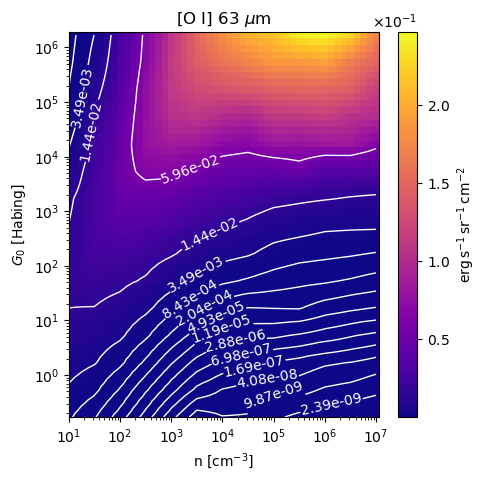 [O I] 63 μm
×10⁻¹
10⁶
10⁵
10⁴
10³
10²
10¹
10⁰
G₀ [Habing]
3.49e-03
1.44e-02
5.96e-02
1.44e-02
3.49e-03
8.43e-04
2.04e-04
4.93e-05
1.19e-05
2.88e-06
6.98e-07
1.69e-07
4.08e-08
9.87e-09
2.39e-09
2.0
1.5
1.0
0.5
erg s⁻¹ sr⁻¹ cm⁻²
10¹ 10² 10³ 10⁴ 10⁵ 10⁶ 10⁷
n [cm⁻³]